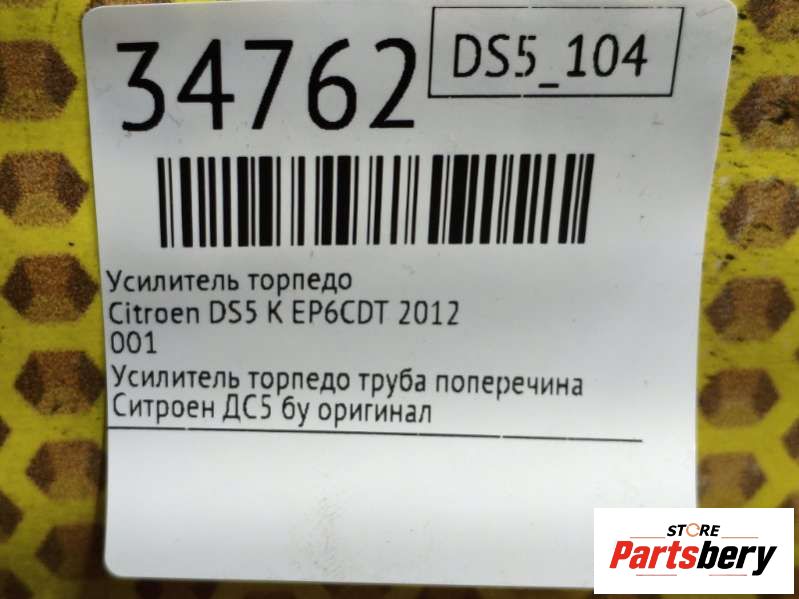 34762
DS5_104
Усилитель торпедо
Citroen DS5 K EP6CDT 2012
001
Усилитель торпедо труба поперечина
Ситроен ДС5 бу оригинал
STORE
Partsbery